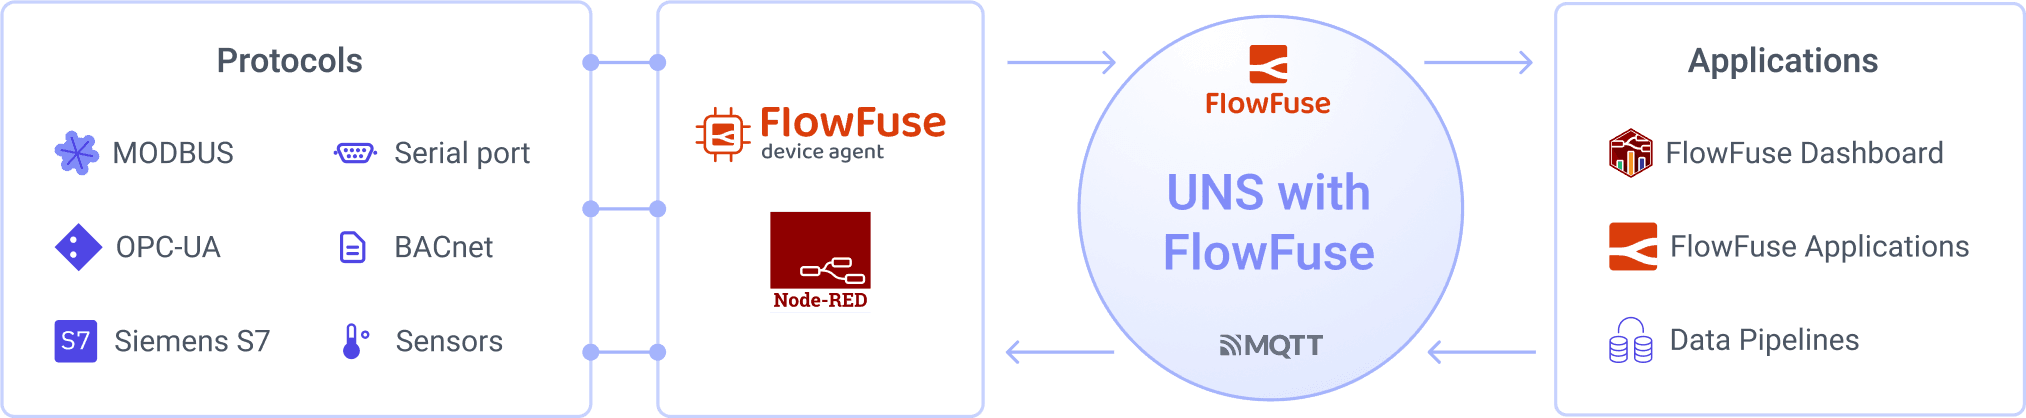 Protocols
MODBUS
Serial port
OPC-UA
BACnet
S7
Siemens S7
Sensors
FlowFuse
device agent
Node-RED
FlowFuse
UNS with
FlowFuse
MQTT
Applications
FlowFuse Dashboard
FlowFuse Applications
Data Pipelines